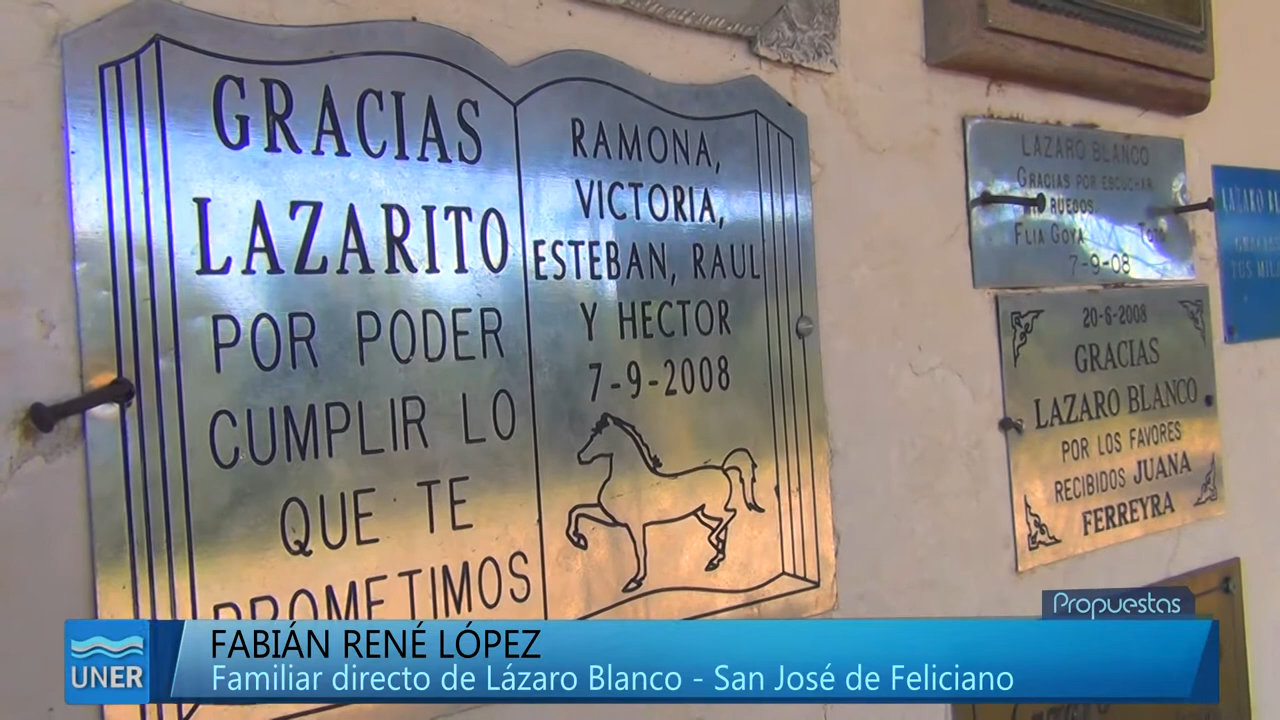 GRACIAS
LAZARITO
POR PODER
CUMPLIR LO
QUE TE
PROMETIMOS
RAMONA,
VICTORIA,
ESTEBAN, RAUL
Y HECTOR
7-9-2008
LAZARO BLANCO
GRACIAS POR ESCUCHAR
RUEGOS.
FLIA GOYA
7-9-08
LAZARO
20-6-2008
GRACIAS
LAZARO BLANCO
POR LOS FAVORES
RECIBIDOS JUANA
FERREYRA
Propuestas
UNER
FABIÁN RENÉ LÓPEZ
Familiar directo de Lázaro Blanco - San José de Feliciano